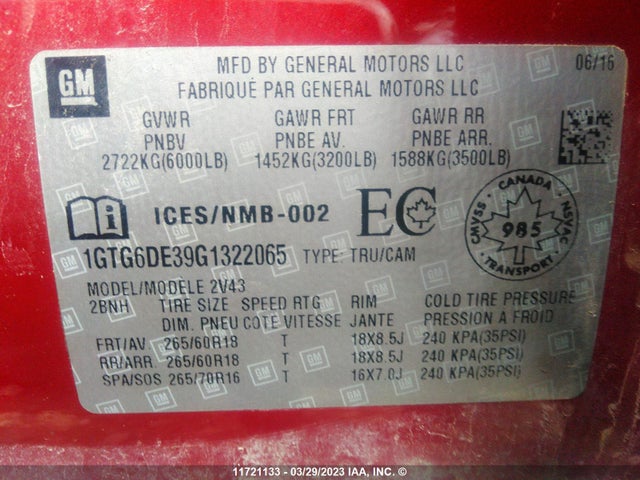 GM
MFD BY GENERAL MOTORS LLC 06/16
FABRIQUÉ PAR GENERAL MOTORS LLC
GVWR GAWR FRT GAWR RR
PNBV PNBE AV. PNBE ARR.
2722KG(6000LB) 1452KG(3200LB) 1588KG(3500LB)
ICES/NMB-002 EC
CANADA
CMVSS 985 NSVAC
TRANSPORT
1GTG6DE39G1322065 TYPE: TRU/CAM
MODEL/MODELE 2V43
2BNH TIRE SIZE SPEED RTG RIM COLD TIRE PRESSURE
DIM. PNEU COTE VITESSE JANTE PRESSION A FROID
FRT/AV 265/60R18 T 18X8.5J 240 KPA(35PSI)
RR/ARR. 265/60R18 T 18X8.5J 240 KPA(35PSI)
SPA/SOS 265/70R16 T 16X7.0J 240 KPA(35PSI)
11721133 - 03/29/2023 IAA, Inc. ©